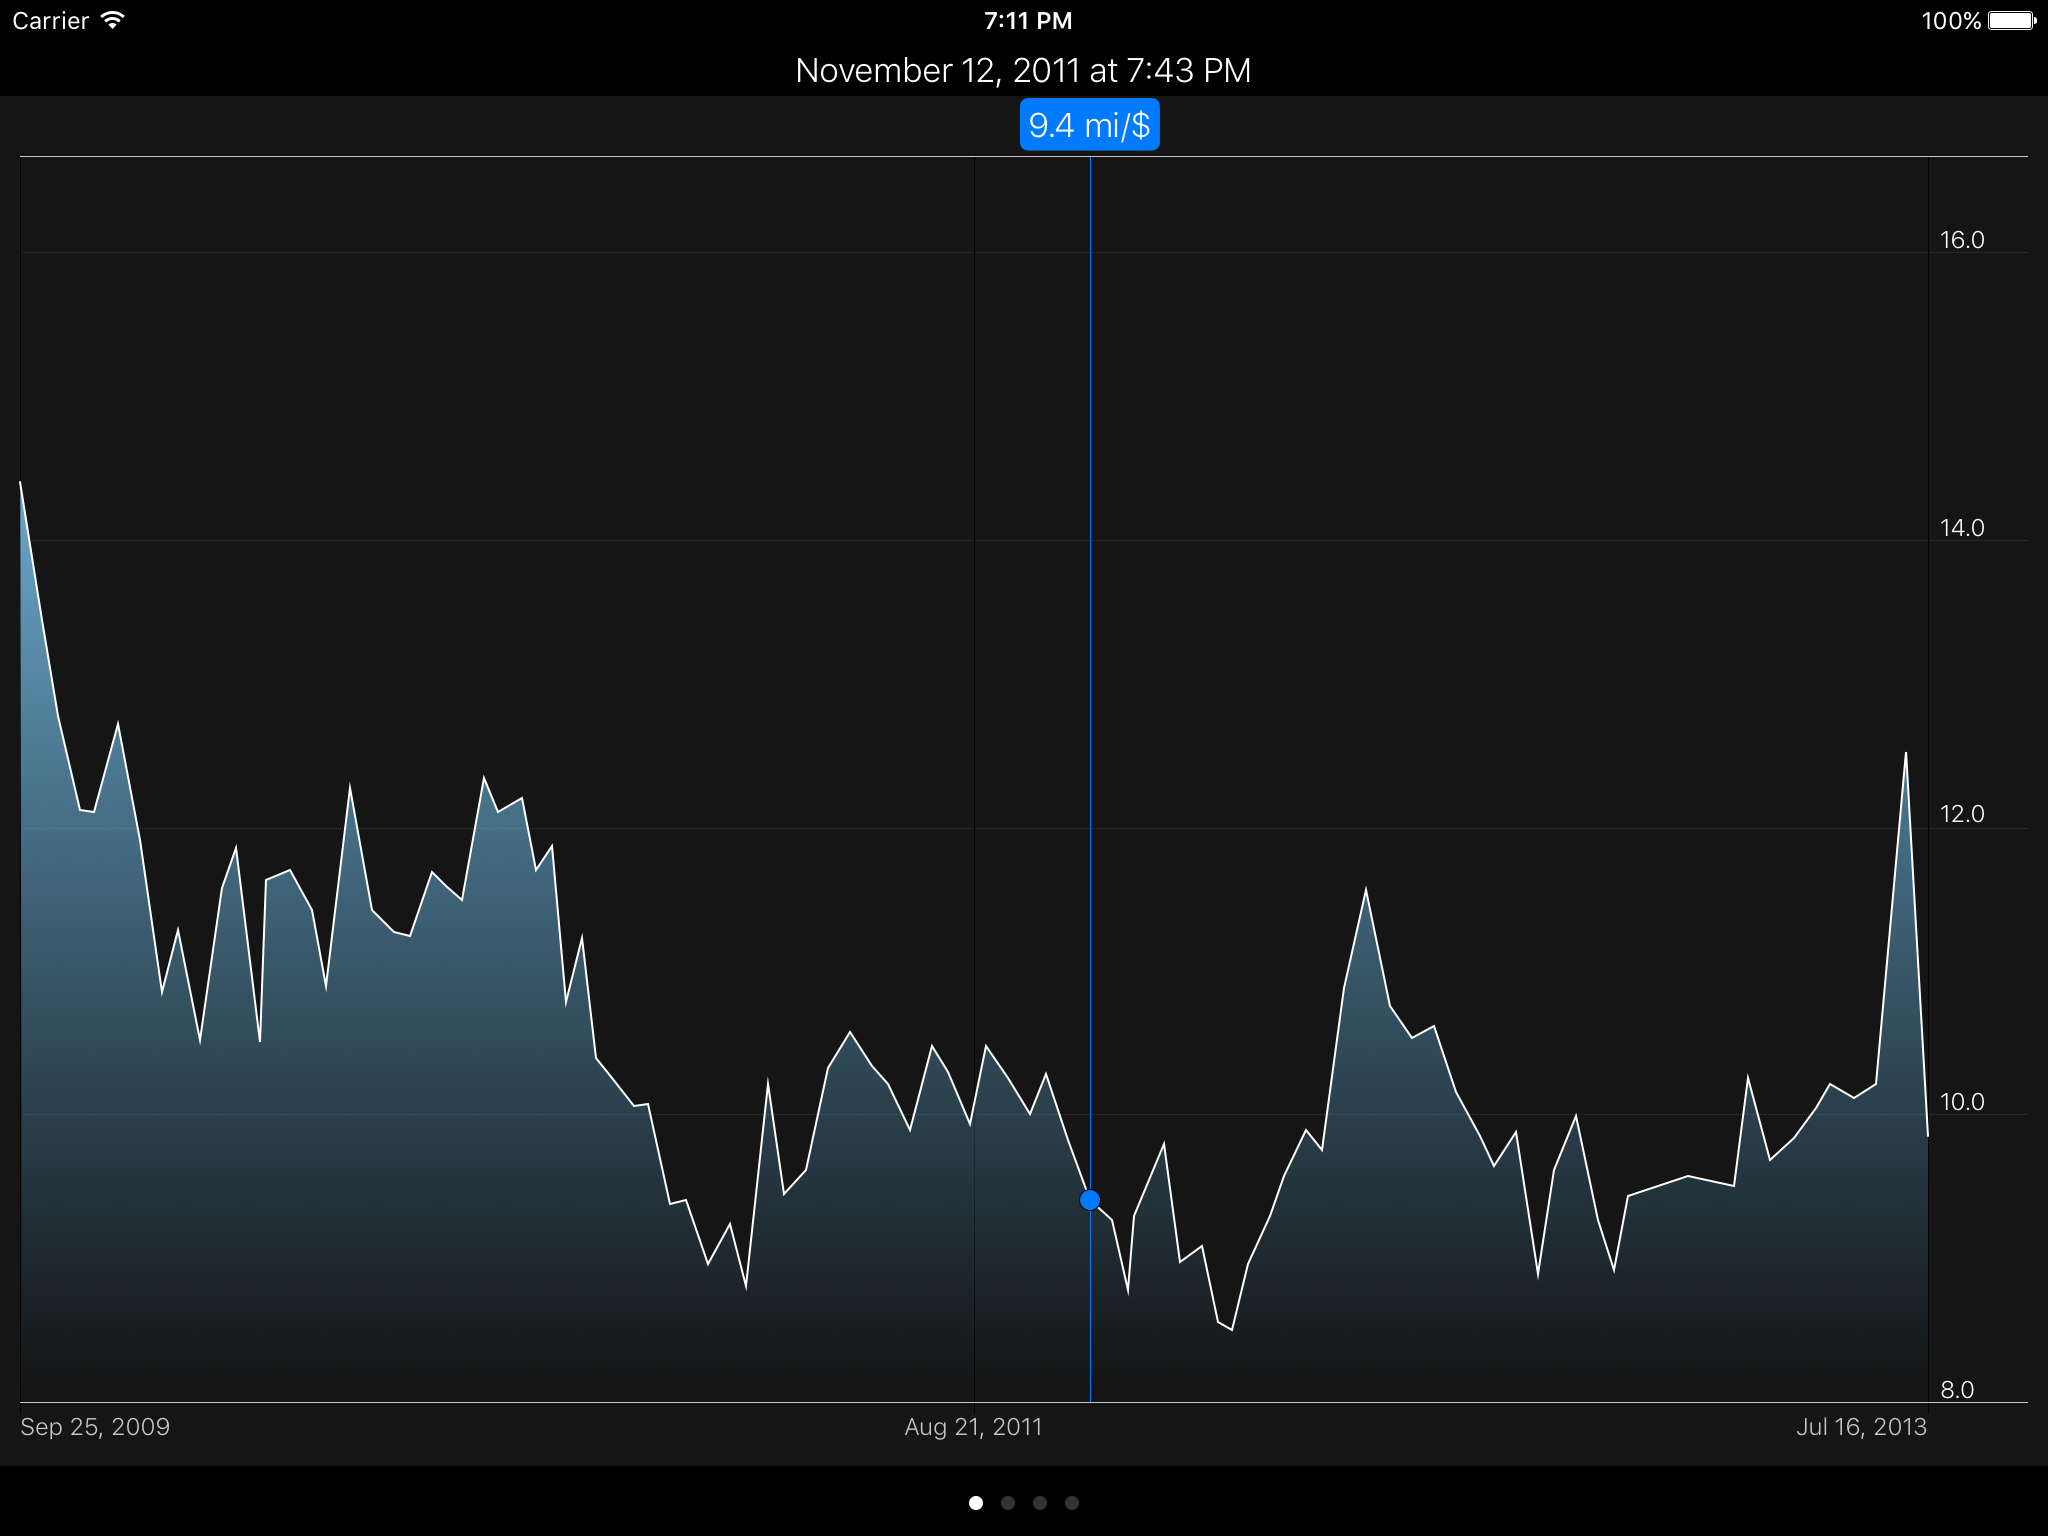 Carrier 7:11 PM 100%
November 12, 2011 at 7:43 PM
9.4 mi/$
16.0
14.0
12.0
10.0
8.0
Sep 25, 2009 Aug 21, 2011 Jul 16, 2013